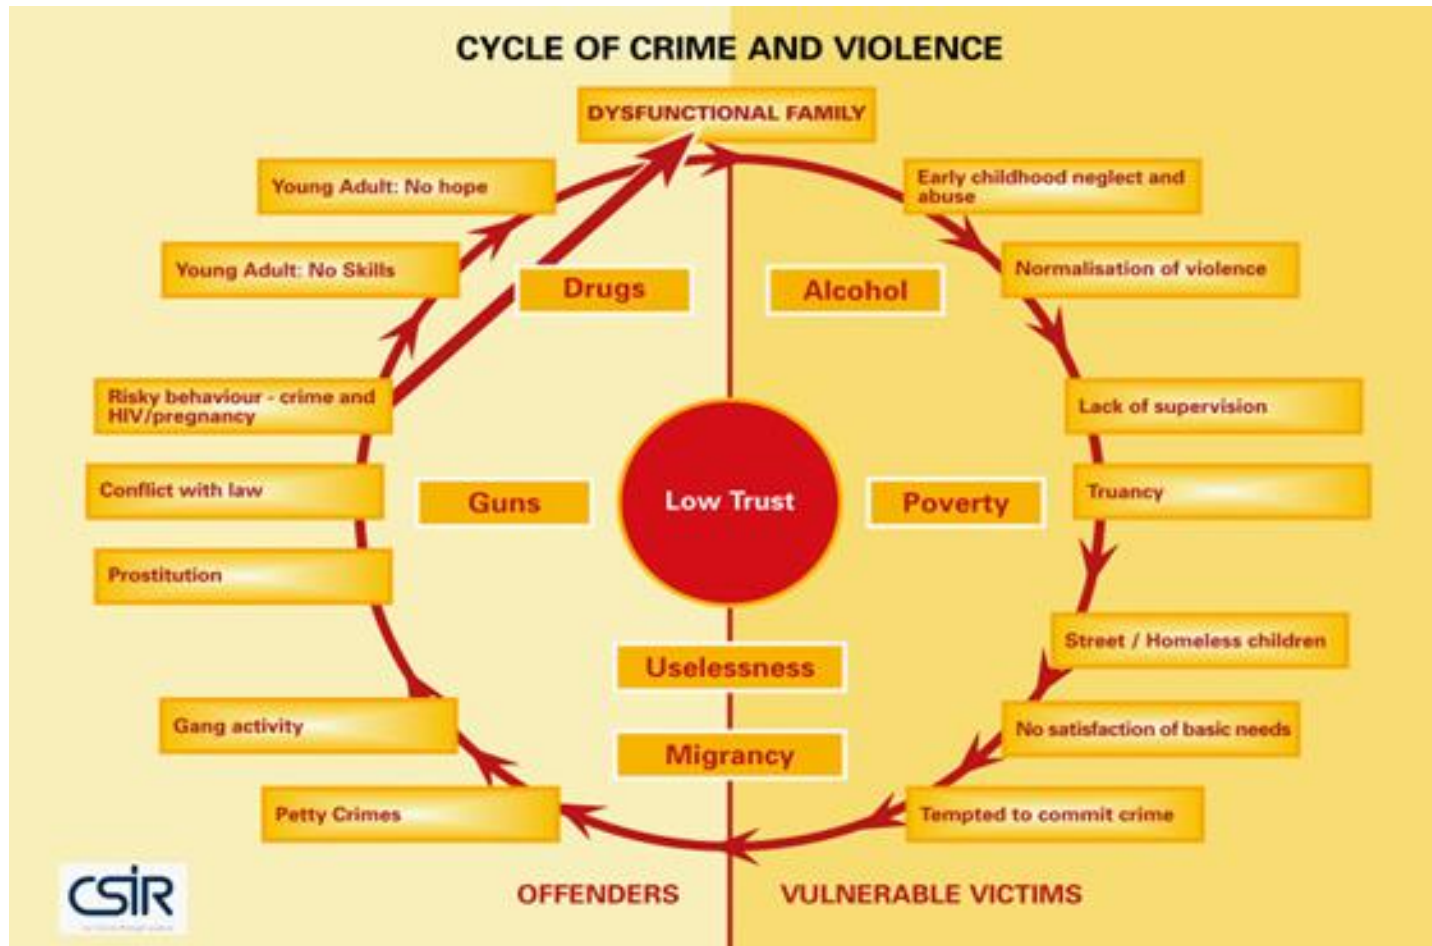 CYCLE OF CRIME AND VIOLENCE
DYSFUNCTIONAL FAMILY
Early childhood neglect and
abuse
Normalisation of violence
Lack of supervision
Truancy
Street / Homeless children
No satisfaction of basic needs
Tempted to commit crime
Petty Crimes
Gang activity
Prostitution
Conflict with law
Risky behaviour - crime and
HIV/pregnancy
Young Adult: No Skills
Young Adult: No hope
Drugs
Alcohol
Guns
Low Trust
Poverty
Uselessness
Migrancy
OFFENDERS
VULNERABLE VICTIMS
CSIR